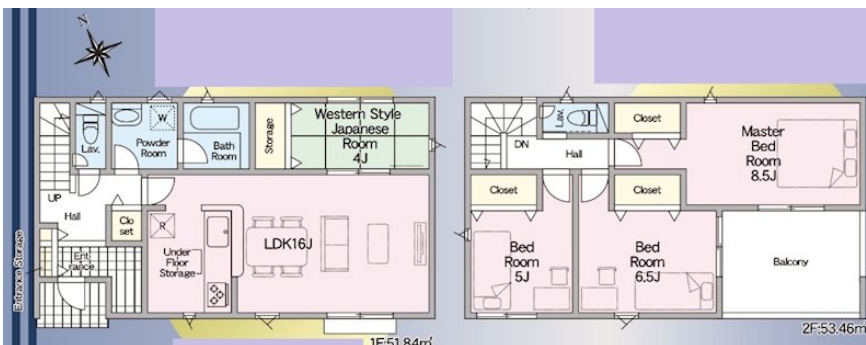 N
Lav.
W
Powder
Room
Bath
Room
Storage
Western Style
Japanese
Room
4J
UP
Hall
Clo
set
R
Under
Floor
Storage
LDK16J
Ent
rance
Entrance Storage
1F:51.84㎡
Lav.
DN
Hall
Closet
Master
Bed
Room
8.5J
Closet
Closet
Bed
Room
5J
Bed
Room
6.5J
Balcony
2F:53.46㎡